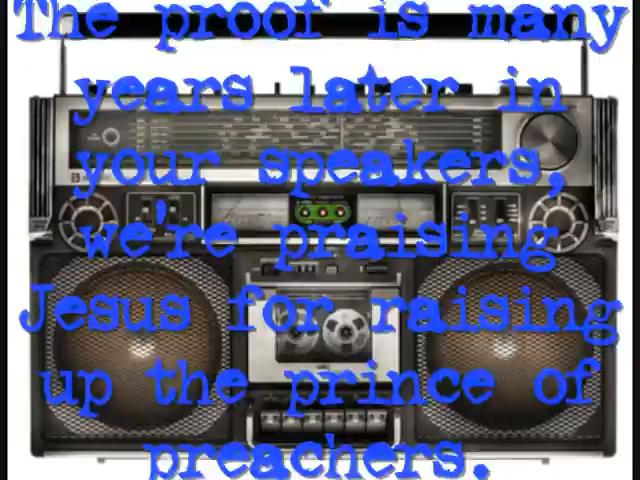 The proof is many
years later in
your speakers,
we're praising
Jesus for raising
up the prince of
preachers.